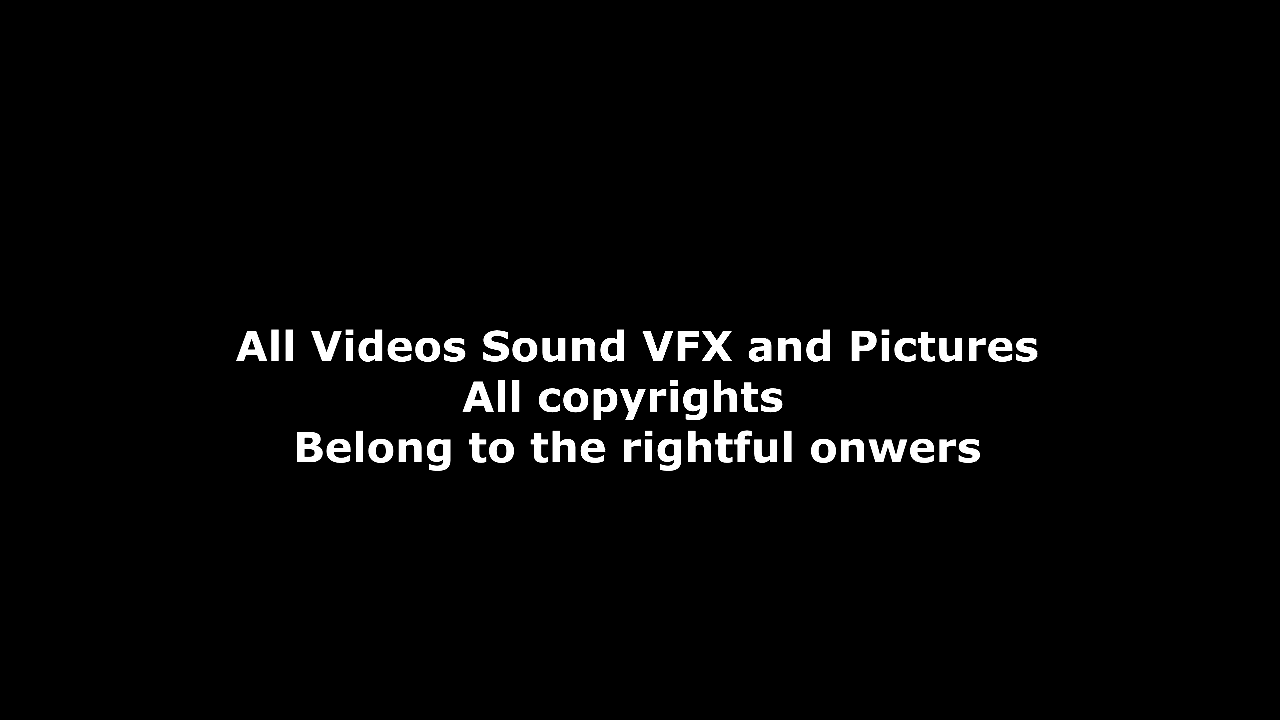 All Videos Sound VFX and Pictures
All copyrights
Belong to the rightful onwers